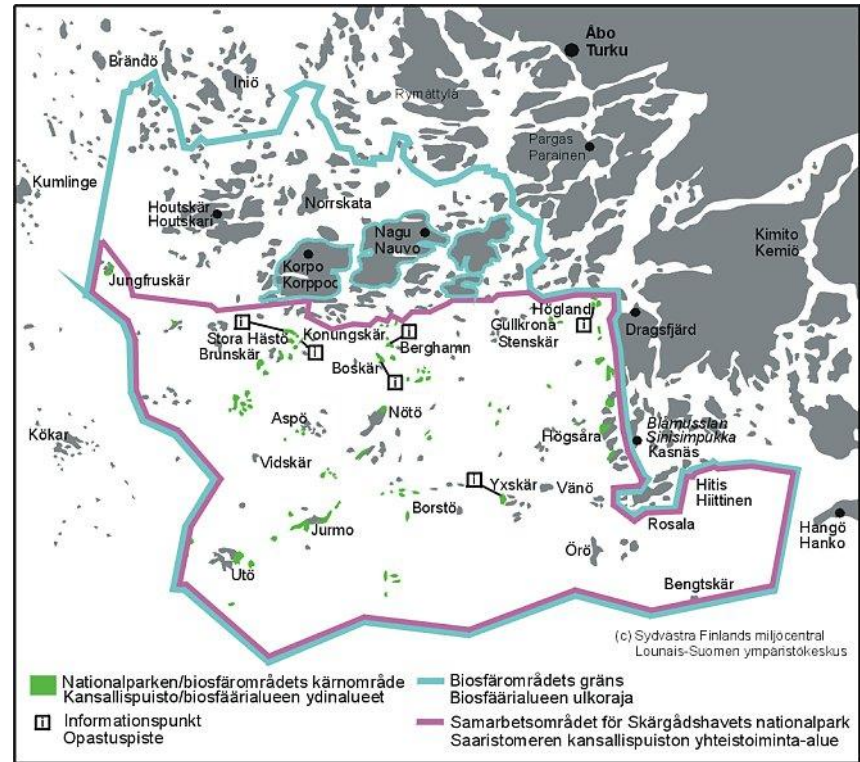 Åbo
Turku
Brändö
Iniö
Rymättylä
Pargas
Parainen
Kumlinge
Houtskär
Houtskari
Norrskata
Nagu
Nauvo
Kimito
Kemiö
Korpo
Korppoo
Jungfruskär
Högland
Gullkrona
Stenskär
Dragsfjärd
i
Stora Hästö
Brunskär
Konungskär
i
i
Berghamn
i
Boskär
i
Aspö
Nötö
Högsåra
Blåmusslan
Sinisimpukka
Kasnäs
Kökar
Vidskär
i
Yxskär
Vänö
Hitis
Hiittinen
Borstö
Rosala
Jurmo
Hangö
Hanko
Örö
Utö
Bengtskär
(c) Sydvästra Finlands miljöcentral
Lounais-Suomen ympäristökeskus
Nationalparken/biosfärområdets kärnområde
Kansallispuisto/biosfäärialueen ydinalueet
Biosfärområdets gräns
Biosfäärialueen ulkoraja
i
Informationspunkt
Opastuspiste
Samarbetsområdet för Skärgådshavets nationalpark
Saaristomeren kansallispuiston yhteistoiminta-alue